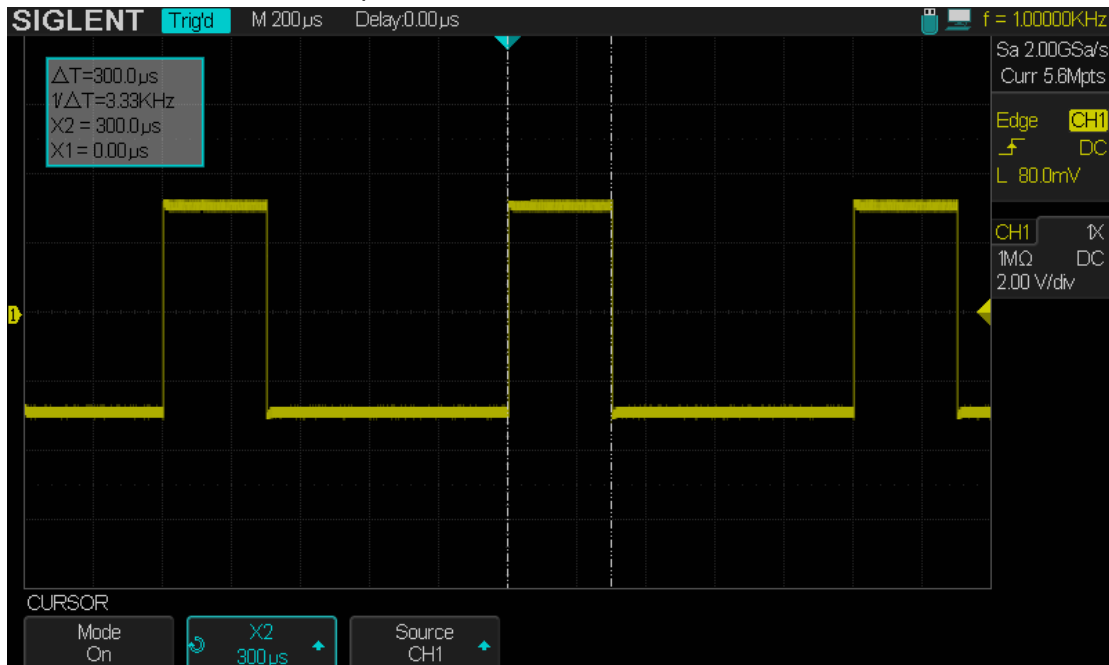 SIGLENT Trig'd M 200µs Delay:0.00µs f = 1.00000KHz
Sa 2.00GSa/s
Curr 5.6Mpts
△T=300.0µs
1/△T=3.33KHz
X2 = 300.0µs
X1 = 0.00µs
Edge CH1
DC
L 80.0mV
CH1 1X
1MΩ DC
2.00 V/div
1
CURSOR
Mode
On
X2
300µs
Source
CH1